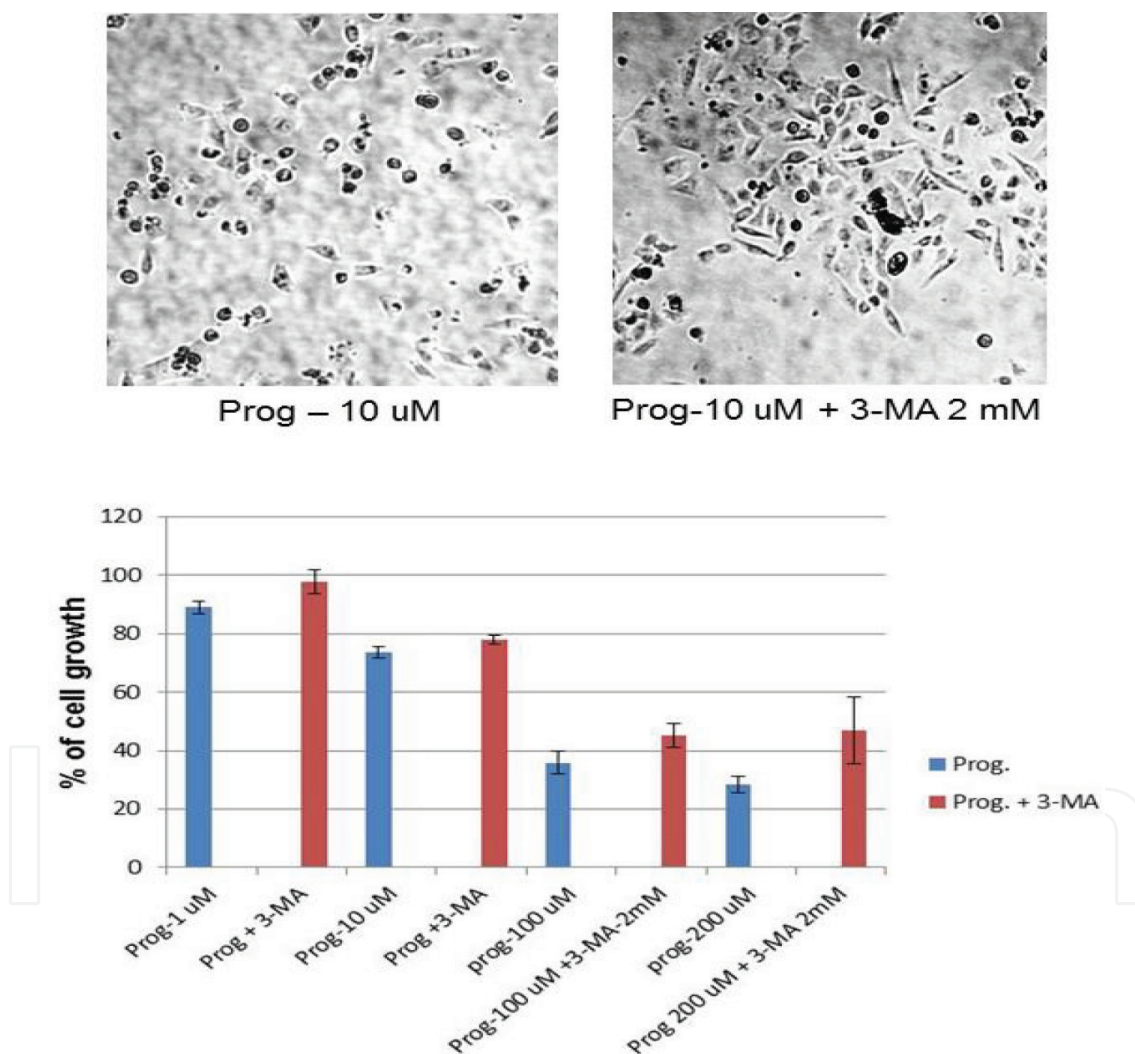 Prog – 10 uM
Prog-10 uM + 3-MA 2 mM
% of cell growth
120
100
80
60
40
20
0
Prog-1 uM
Prog + 3-MA
Prog-10 uM
Prog +3-MA
prog-100 uM
Prog-100 uM +3-MA-2mM
prog-200 uM
Prog 200 uM + 3-MA 2mM
Prog.
Prog. + 3-MA